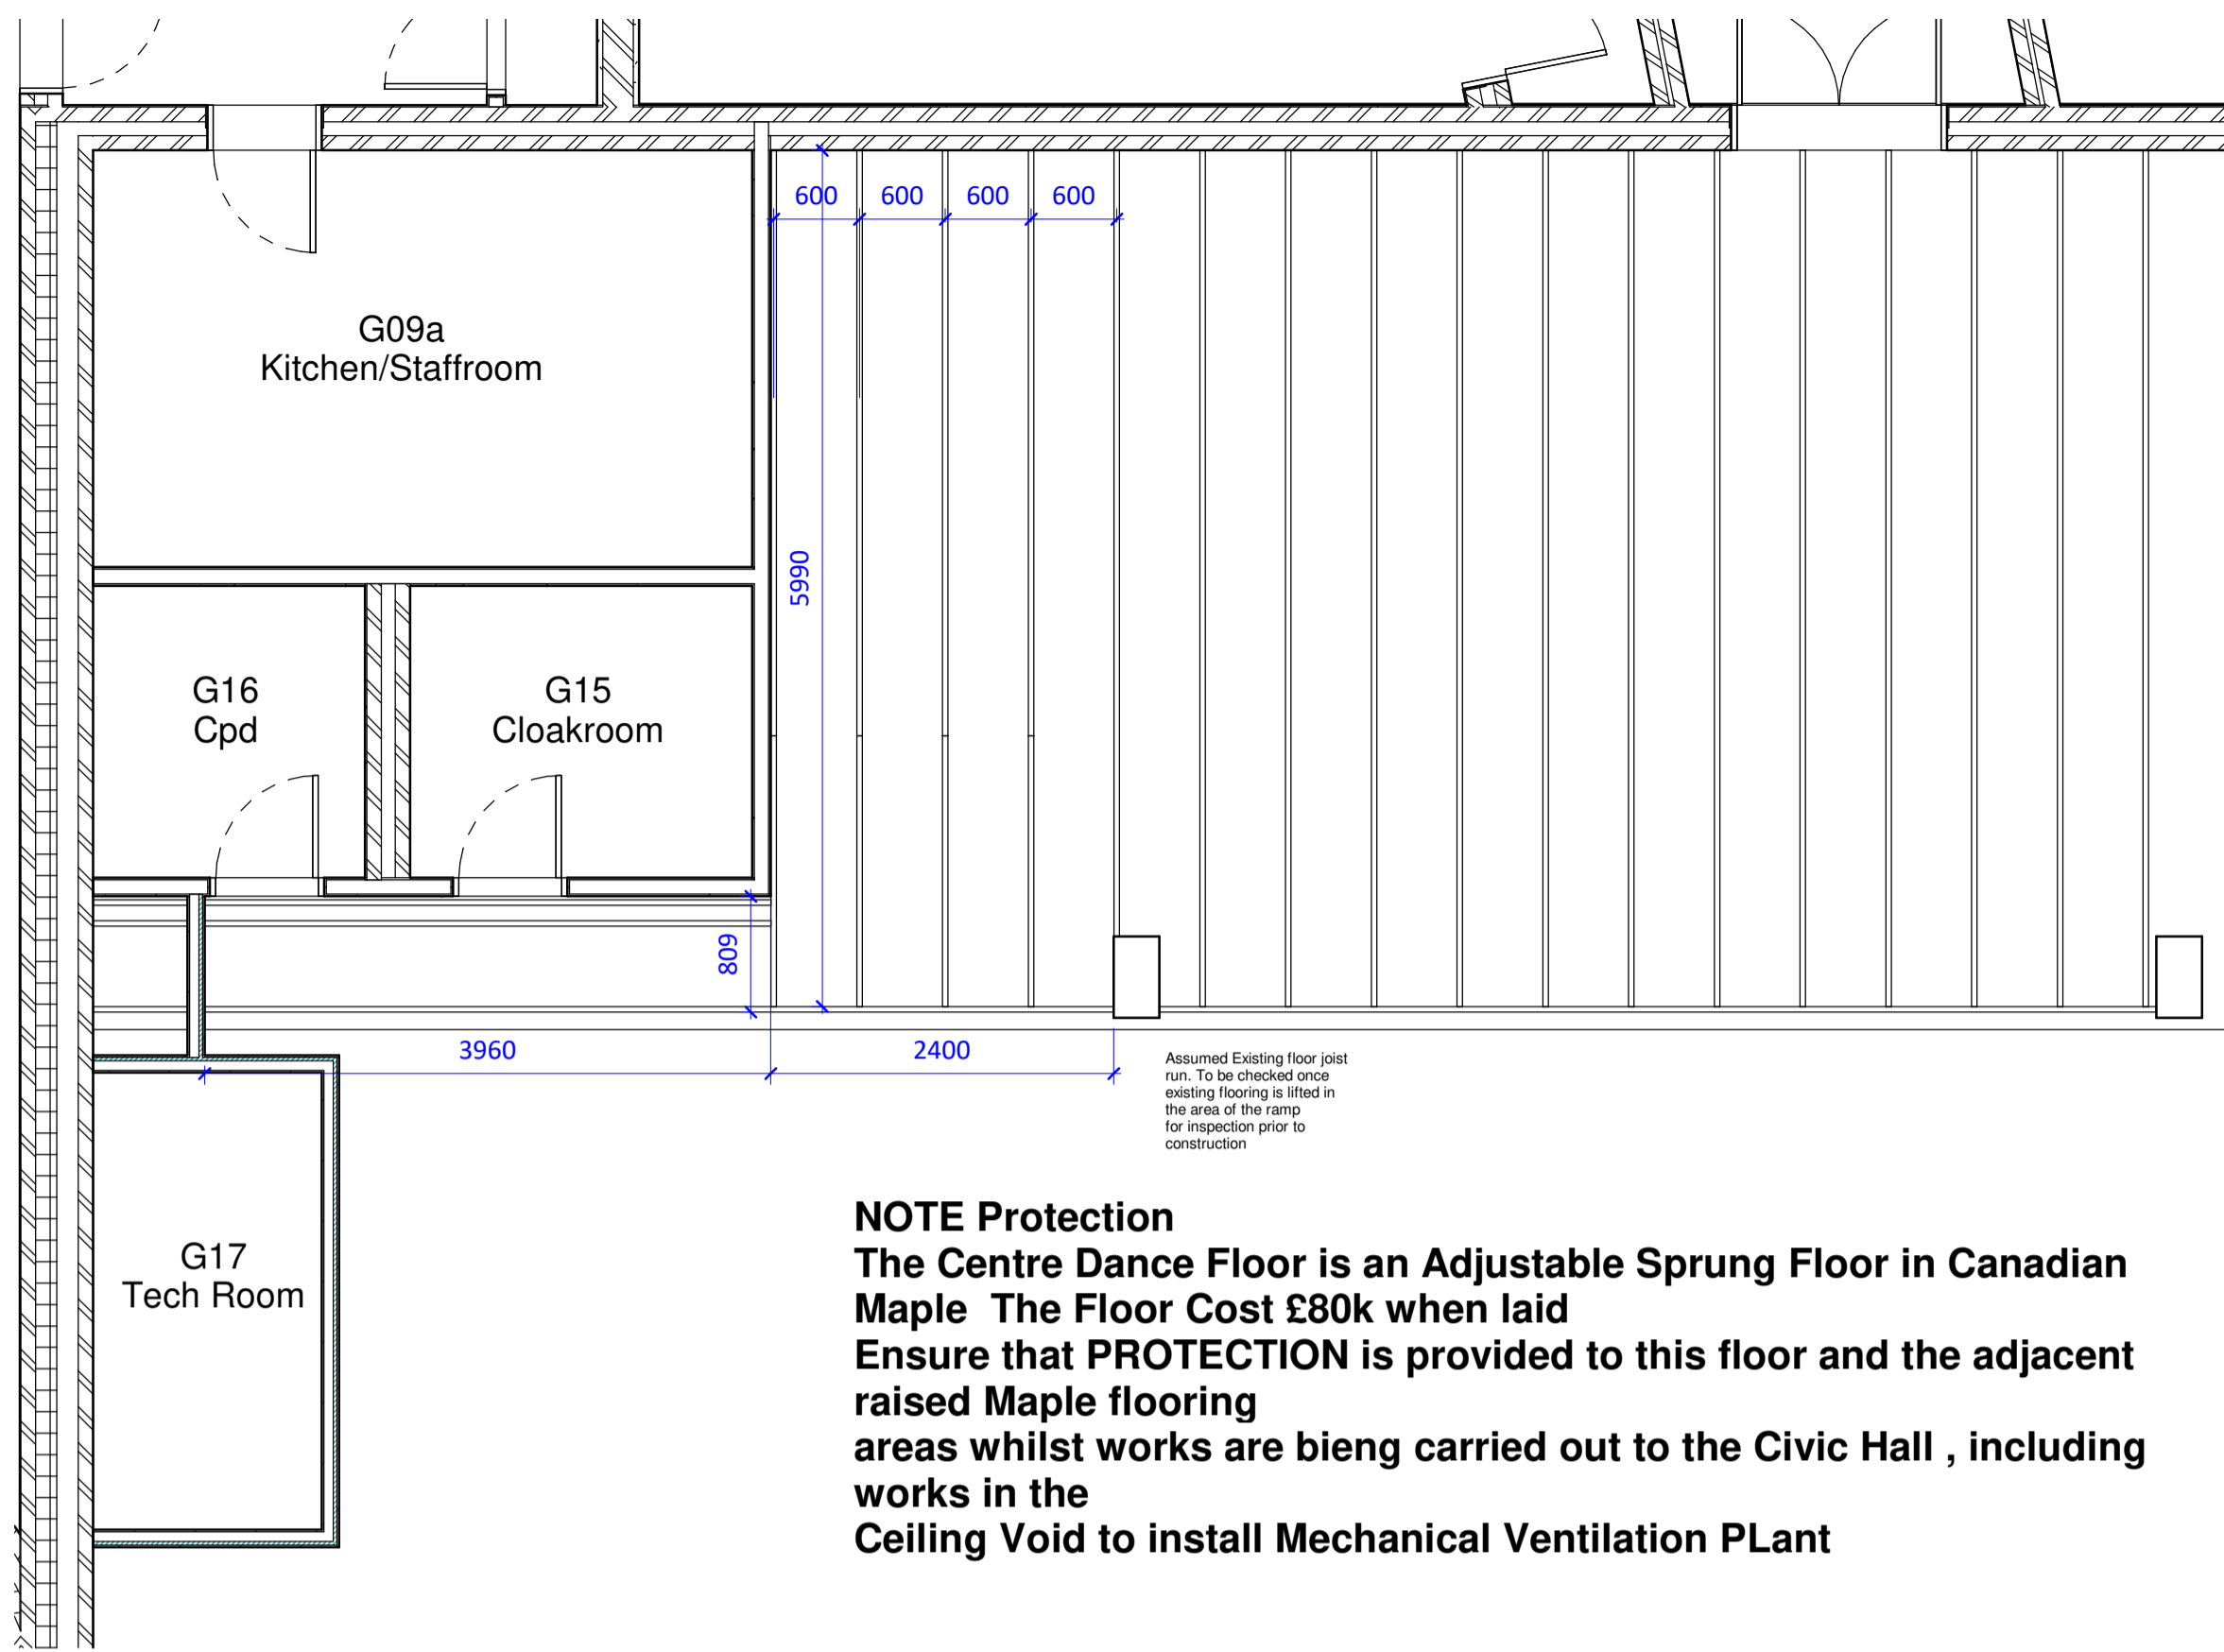 600 600 600 600
G09a
Kitchen/Staffroom
5990
G16
Cpd
G15
Cloakroom
809
3960
2400
Assumed Existing floor joist
run. To be checked once
existing flooring is lifted in
the area of the ramp
for inspection prior to
construction
NOTE Protection
The Centre Dance Floor is an Adjustable Sprung Floor in Canadian
Maple The Floor Cost £80k when laid
Ensure that PROTECTION is provided to this floor and the adjacent
raised Maple flooring
areas whilst works are bieng carried out to the Civic Hall , including
works in the
Ceiling Void to install Mechanical Ventilation PLant
G17
Tech Room